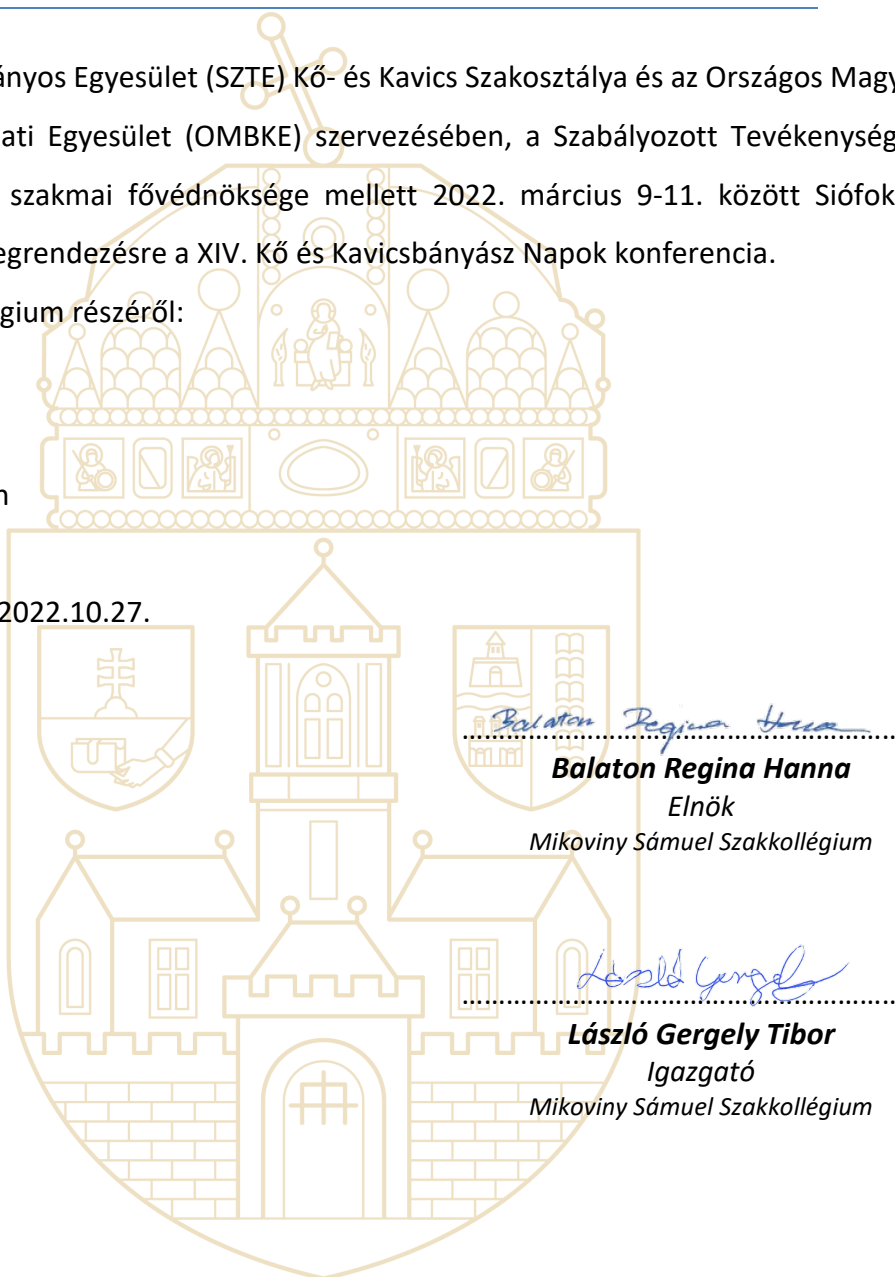 ányos Egyesület (SZTE) Kő- és Kavics Szakosztálya és az Országos Magy
ati Egyesület (OMBKE) szervezésében, a Szabályozott Tevékenység
szakmai fővédnöksége mellett 2022. március 9-11. között Siófok
egrendezésre a XIV. Kő és Kavicsbányász Napok konferencia.
gium részéről:
2022.10.27.
Balaton Regina Hanna
Balaton Regina Hanna
Elnök
Mikoviny Sámuel Szakkollégium
László Gergely
László Gergely Tibor
Igazgató
Mikoviny Sámuel Szakkollégium